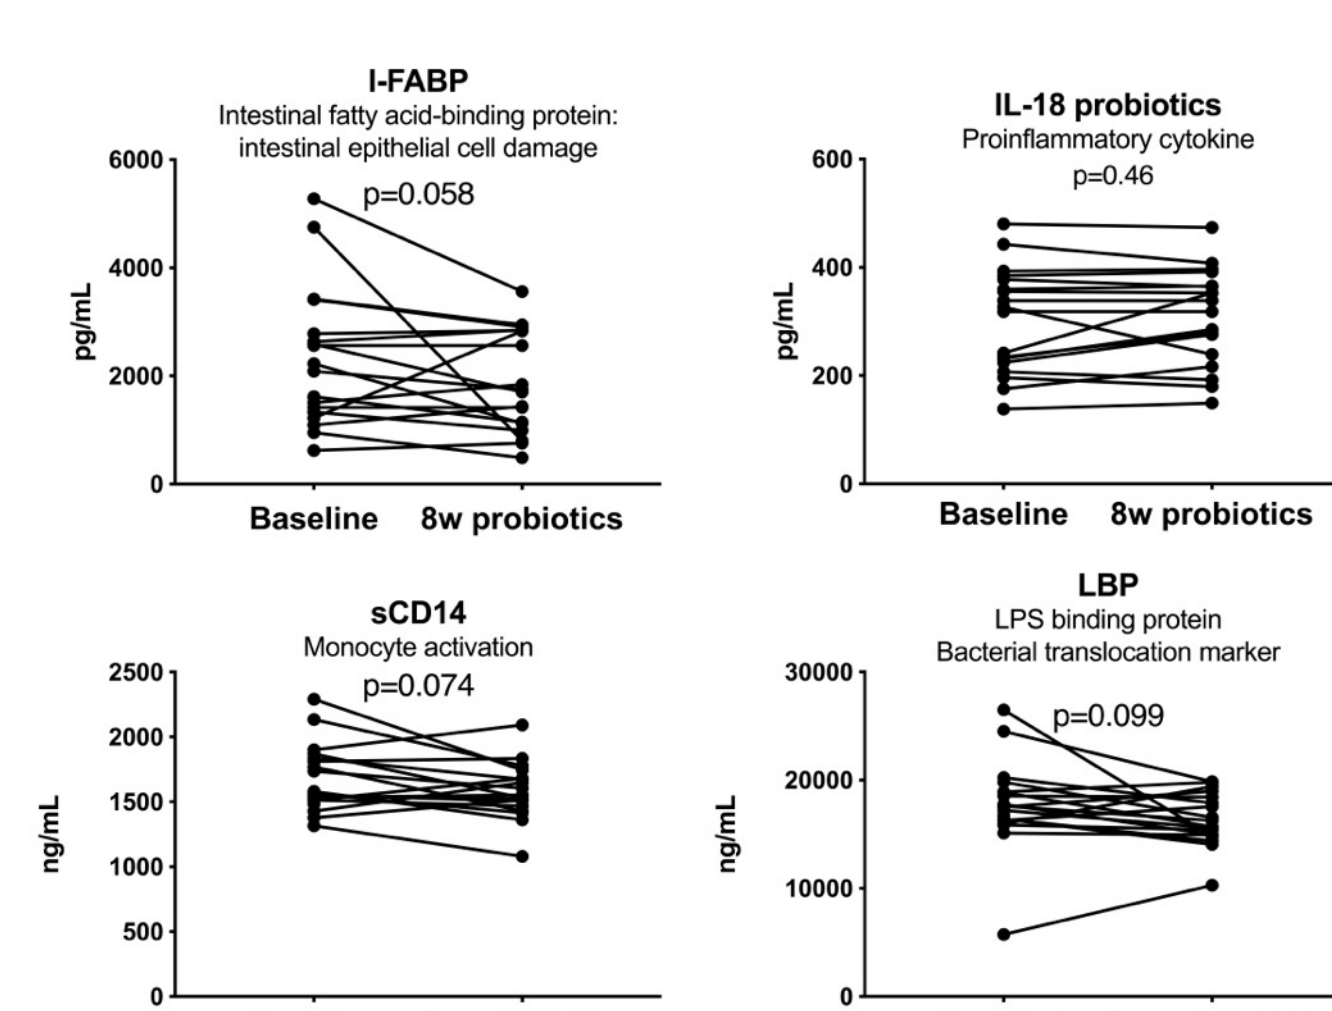 I-FABP
Intestinal fatty acid-binding protein:
intestinal epithelial cell damage
p=0.058
6000
4000
2000
0
pg/mL
Baseline
8w probiotics
IL-18 probiotics
Proinflammatory cytokine
p=0.46
600
400
200
0
pg/mL
Baseline
8w probiotics
sCD14
Monocyte activation
p=0.074
2500
2000
1500
1000
500
0
ng/mL
LBP
LPS binding protein
Bacterial translocation marker
p=0.099
30000
20000
10000
0
ng/mL